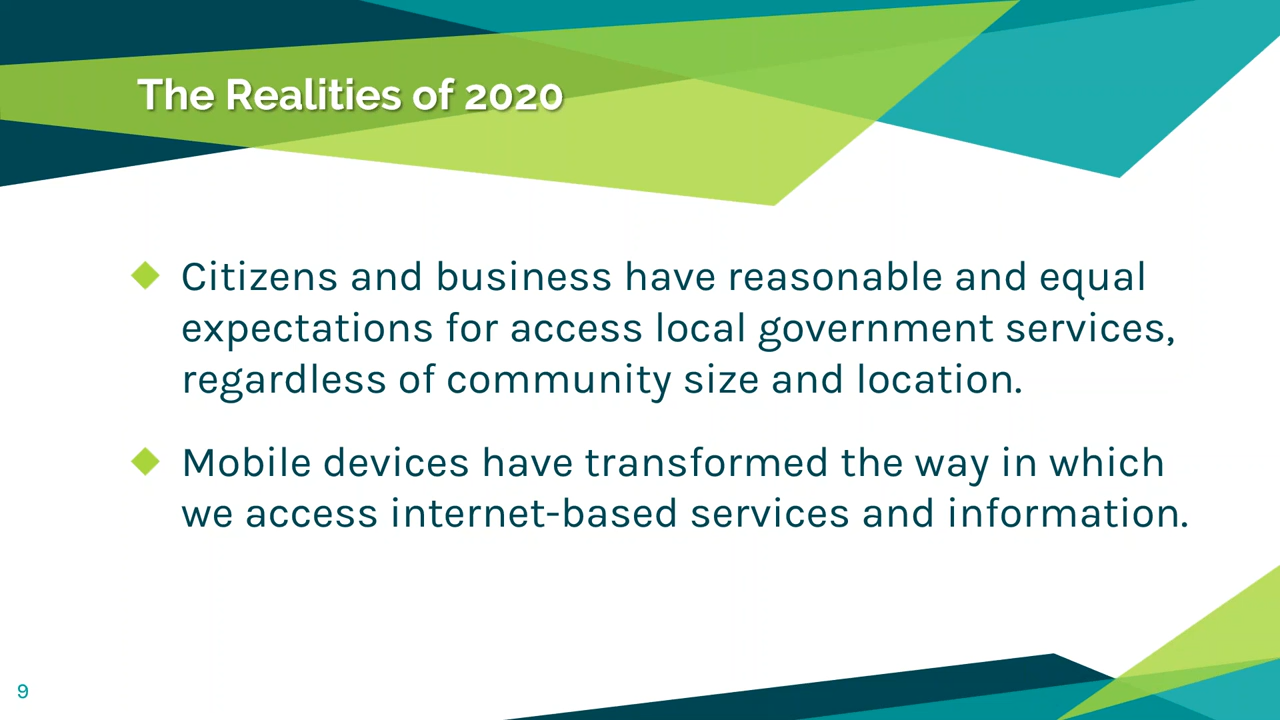 The Realities of 2020
Citizens and business have reasonable and equal
expectations for access local government services,
regardless of community size and location.
Mobile devices have transformed the way in which
we access internet-based services and information.
9